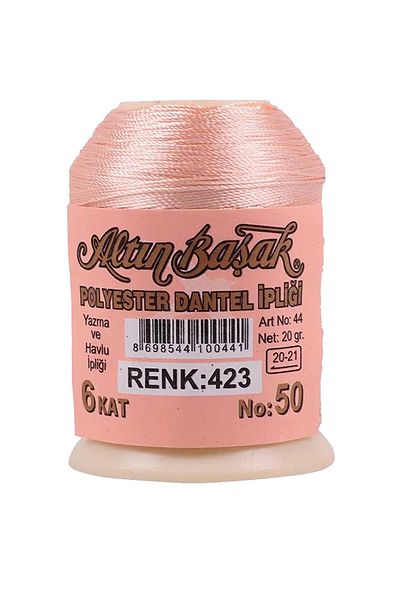 Altın Başak®
POLYESTER DANTEL İPLİĞİ
Yazma
ve
Havlu
İpliği
8 698544 100441
Art No: 44
Net: 20 gr.
20-21
RENK:423
6 KAT
No: 50